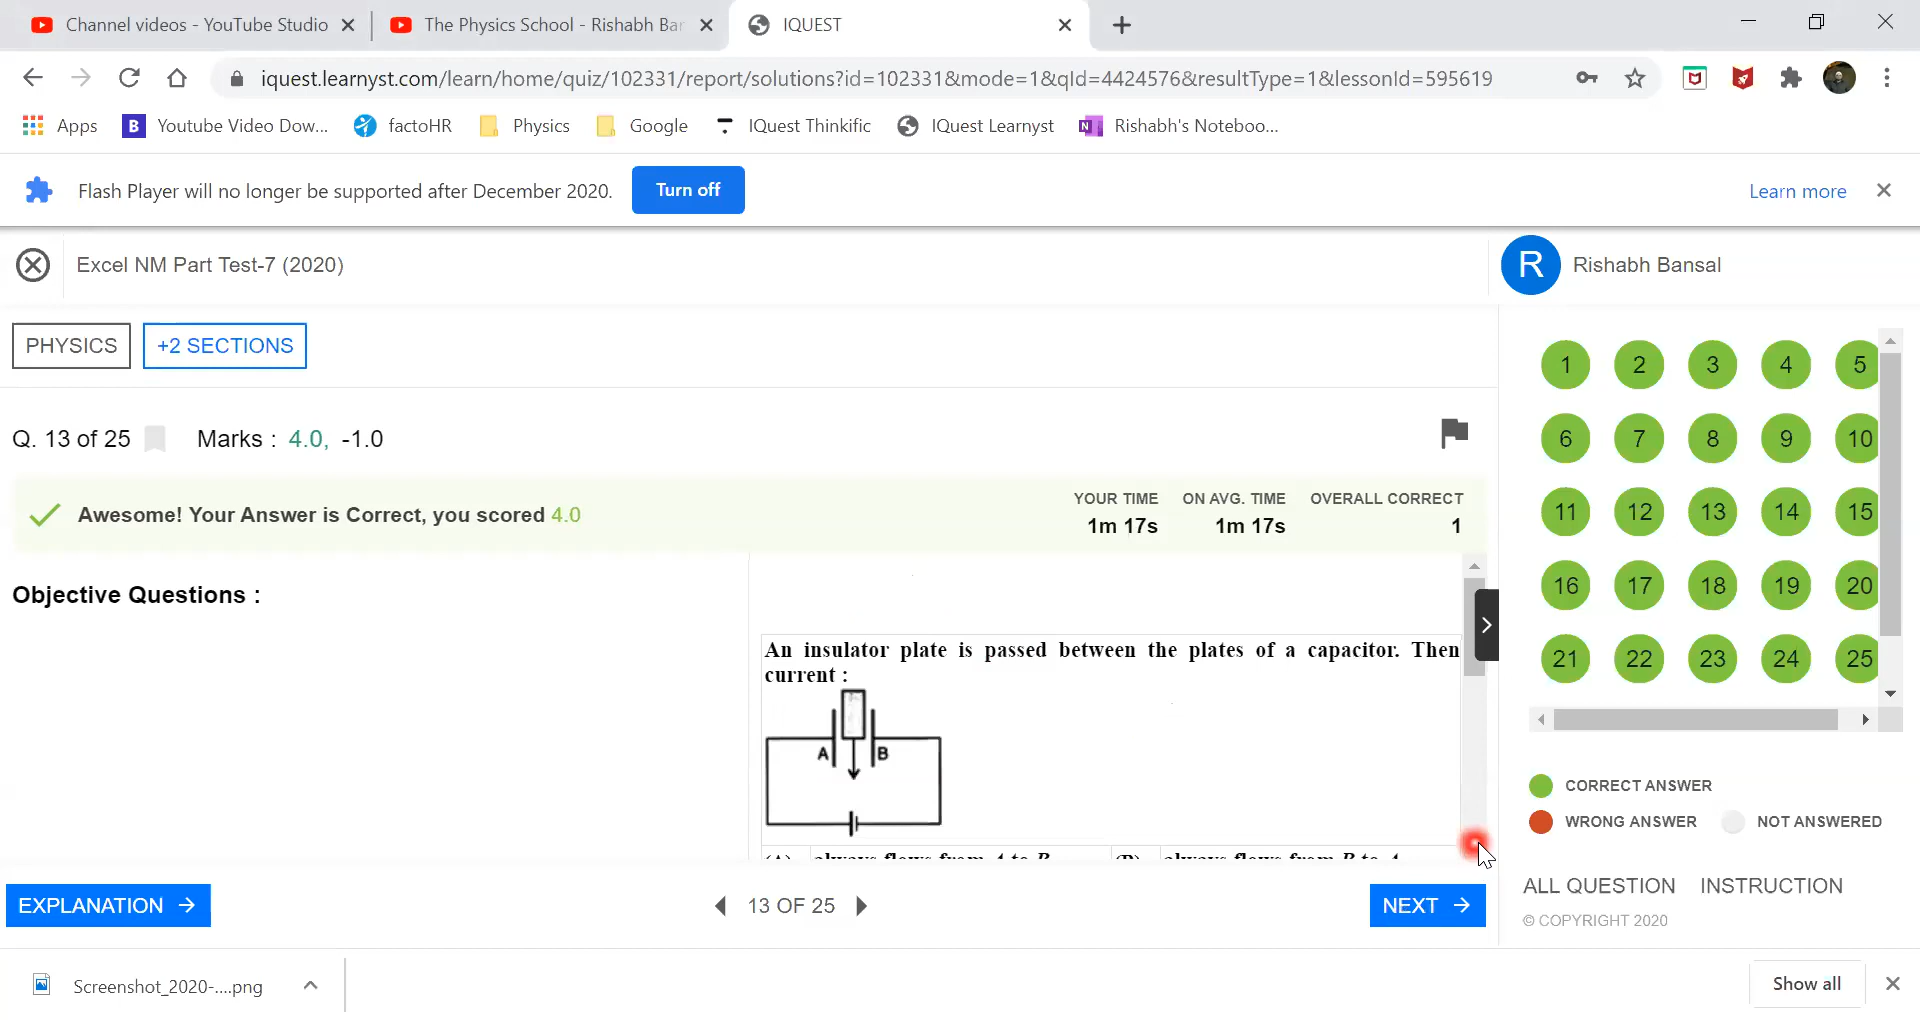 Channel videos - YouTube Studio
The Physics School - Rishabh Bar
IQUEST
iquest.learnyst.com/learn/home/quiz/102331/report/solutions?id=102331&mode=1&qId=4424576&resultType=1&lessonId=595619
Apps
B Youtube Video Dow...
factoHR
Physics
Google
IQuest Thinkific
IQuest Learnyst
Rishabh's Noteboo...
Flash Player will no longer be supported after December 2020.
Turn off
Learn more
Excel NM Part Test-7 (2020)
R Rishabh Bansal
PHYSICS
+2 SECTIONS
Q. 13 of 25
Marks : 4.0, -1.0
Awesome! Your Answer is Correct, you scored 4.0
YOUR TIME ON AVG. TIME OVERALL CORRECT
1m 17s 1m 17s 1
Objective Questions :
An insulator plate is passed between the plates of a capacitor. Then
current :
A B
(A) always flows from A to B (B) always flows from B to A
1 2 3 4 5
6 7 8 9 10
11 12 13 14 15
16 17 18 19 20
21 22 23 24 25
CORRECT ANSWER
WRONG ANSWER NOT ANSWERED
ALL QUESTION INSTRUCTION
© COPYRIGHT 2020
EXPLANATION
13 OF 25
NEXT
Screenshot_2020-....png
Show all